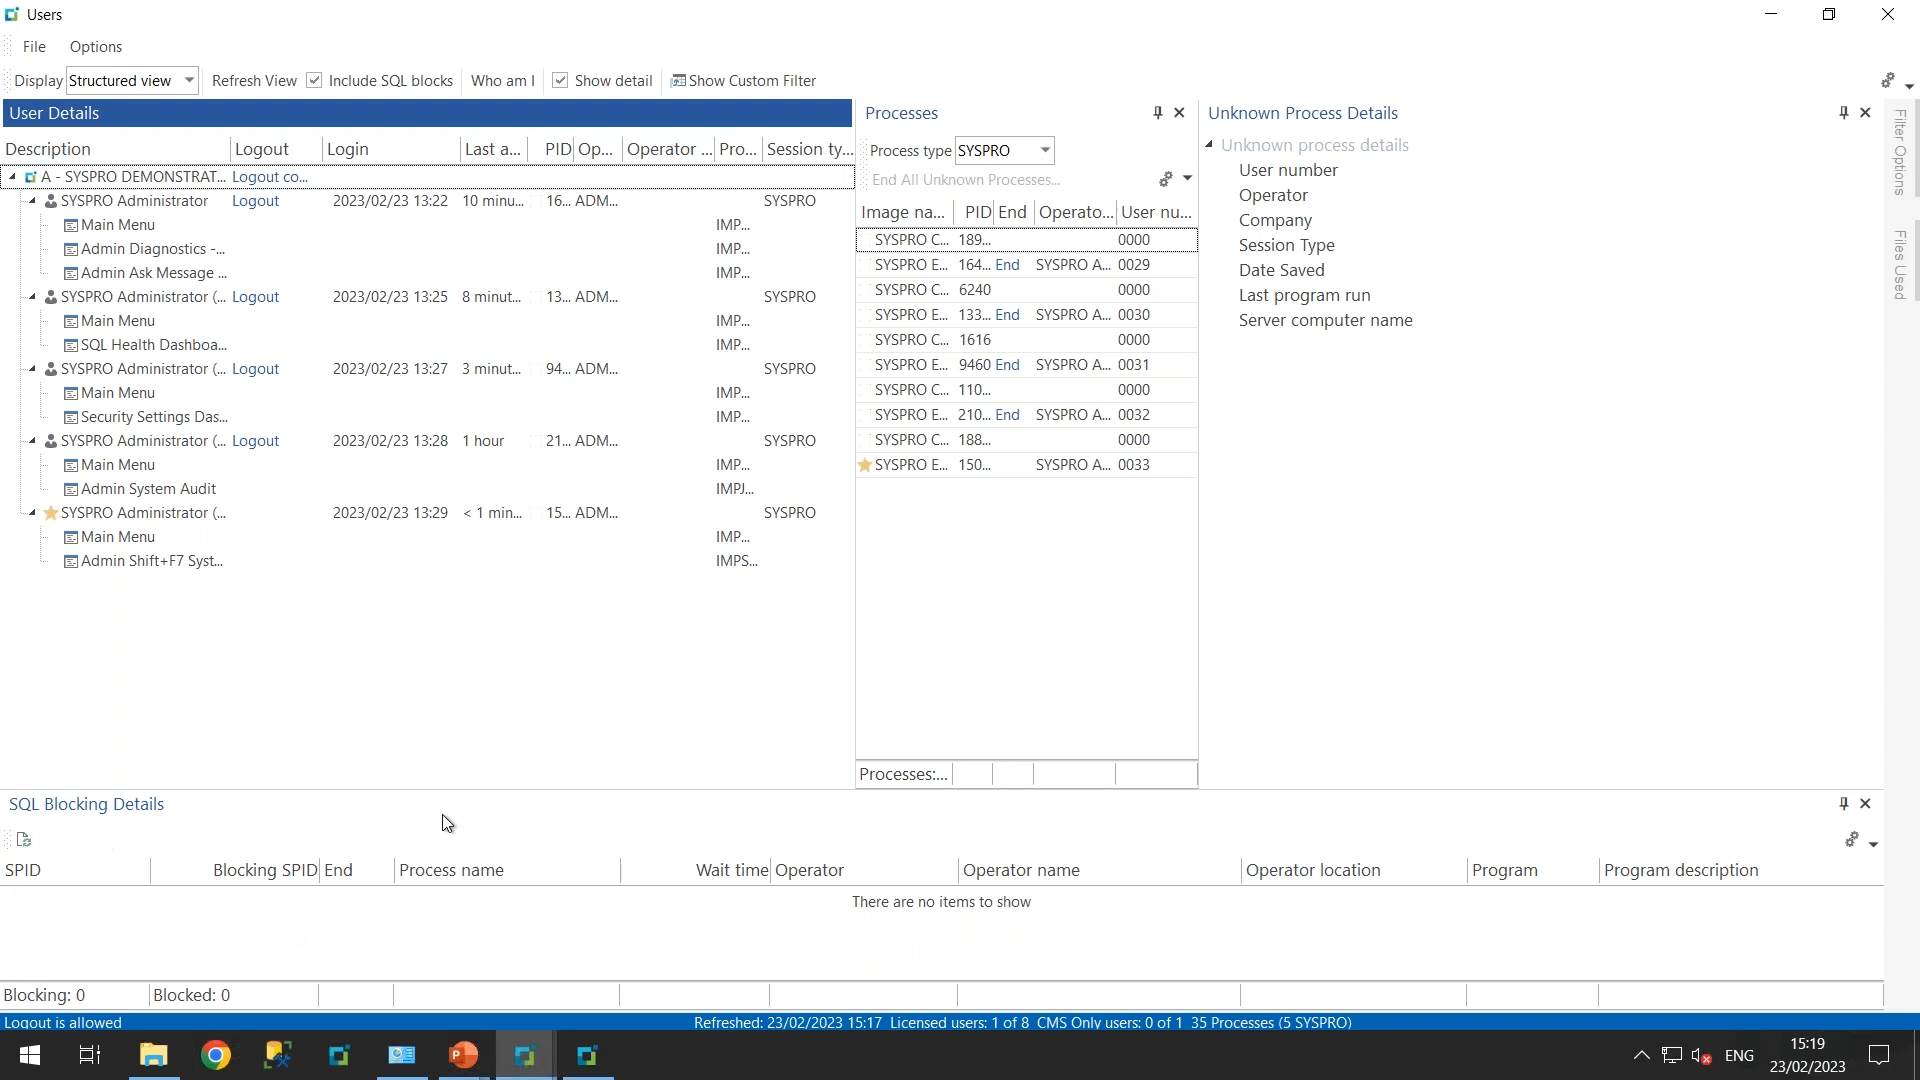 Users
File Options
Display Structured view Refresh View Include SQL blocks Who am I Show detail Show Custom Filter
User Details
Description Logout Login Last a... PID Op... Operator ... Pro... Session ty...
A - SYSPRO DEMONSTRAT... Logout co...
SYSPRO Administrator Logout 2023/02/23 13:22 10 minu... 16... ADM... SYSPRO
Main Menu IMP...
Admin Diagnostics -... IMP...
Admin Ask Message ... IMP...
SYSPRO Administrator (... Logout 2023/02/23 13:25 8 minut... 13... ADM... SYSPRO
Main Menu IMP...
SQL Health Dashboa... IMP...
SYSPRO Administrator (... Logout 2023/02/23 13:27 3 minut... 94... ADM... SYSPRO
Main Menu IMP...
Security Settings Das... IMP...
SYSPRO Administrator (... Logout 2023/02/23 13:28 1 hour 21... ADM... SYSPRO
Main Menu IMP...
Admin System Audit IMPJ...
SYSPRO Administrator (... 2023/02/23 13:29 < 1 min... 15... ADM... SYSPRO
Main Menu IMP...
Admin Shift+F7 Syst... IMPS...
Processes
Process type SYSPRO
End All Unknown Processes...
Image na... PID End Operato... User nu...
SYSPRO C... 189... 0000
SYSPRO E... 164... End SYSPRO A... 0029
SYSPRO C... 6240 0000
SYSPRO E... 133... End SYSPRO A... 0030
SYSPRO C... 1616 0000
SYSPRO E... 9460 End SYSPRO A... 0031
SYSPRO C... 110... 0000
SYSPRO E... 210... End SYSPRO A... 0032
SYSPRO C... 188... 0000
SYSPRO E... 150... SYSPRO A... 0033
Processes:...
Unknown Process Details
Unknown process details
User number
Operator
Company
Session Type
Date Saved
Last program run
Server computer name
Filter Options
Files Used
SQL Blocking Details
SPID Blocking SPID End Process name Wait time Operator Operator name Operator location Program Program description
There are no items to show
Blocking: 0 Blocked: 0
Logout is allowed Refreshed: 23/02/2023 15:17 Licensed users: 1 of 8 CMS Only users: 0 of 1 35 Processes (5 SYSPRO)
ENG 15:19
23/02/2023